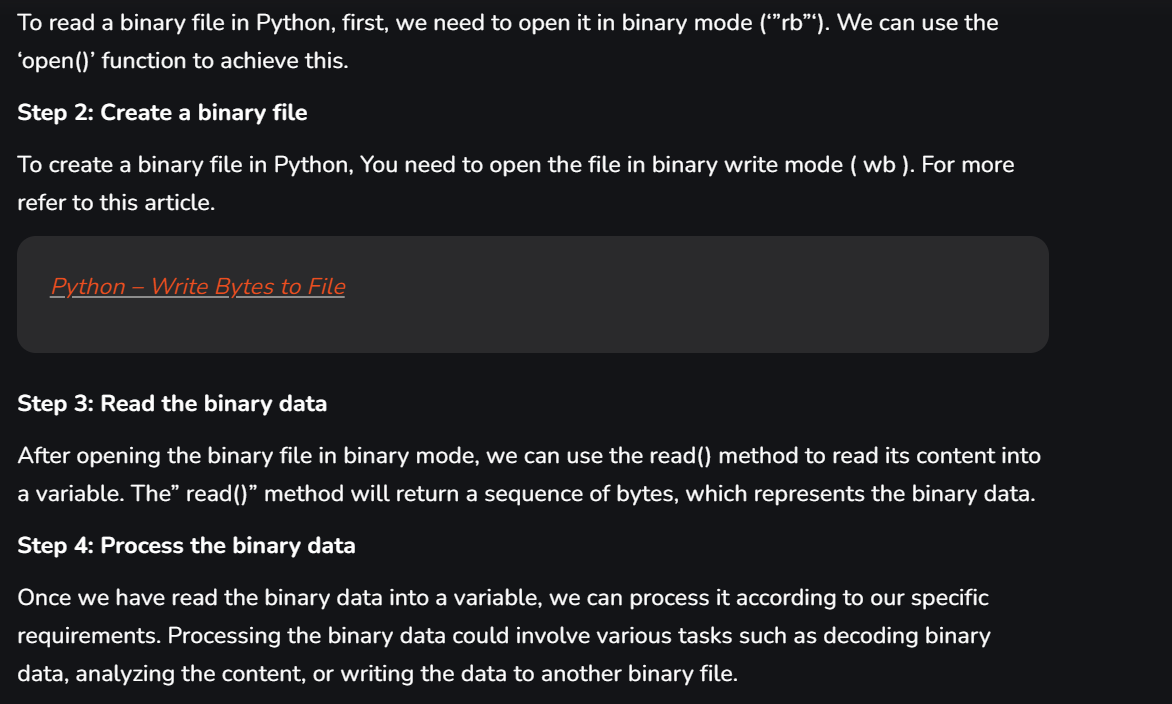 To read a binary file in Python, first, we need to open it in binary mode (‘”rb”‘). We can use the
‘open()’ function to achieve this.
Step 2: Create a binary file
To create a binary file in Python, You need to open the file in binary write mode ( wb ). For more
refer to this article.
Python – Write Bytes to File
Step 3: Read the binary data
After opening the binary file in binary mode, we can use the read() method to read its content into
a variable. The” read()” method will return a sequence of bytes, which represents the binary data.
Step 4: Process the binary data
Once we have read the binary data into a variable, we can process it according to our specific
requirements. Processing the binary data could involve various tasks such as decoding binary
data, analyzing the content, or writing the data to another binary file.